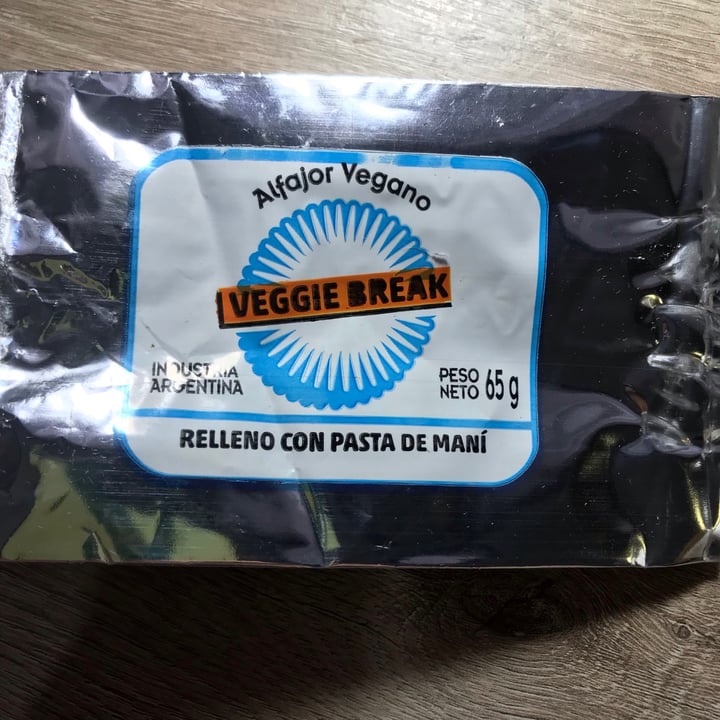 Alfajor Vegano
VEGGIE BREAK
INDUSTRIA
ARGENTINA
PESO
NETO 65 g
RELLENO CON PASTA DE MANÍ